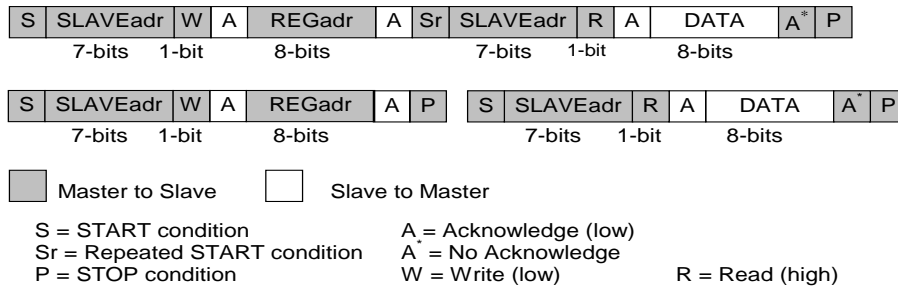 S SLAVEadr W A REGadr A Sr SLAVEadr R A DATA A* P
7-bits 1-bit 8-bits 7-bits 1-bit 8-bits
S SLAVEadr W A REGadr A P S SLAVEadr R A DATA A* P
7-bits 1-bit 8-bits 7-bits 1-bit 8-bits
Master to Slave Slave to Master
S = START condition A = Acknowledge (low)
Sr = Repeated START condition A* = No Acknowledge
P = STOP condition W = Write (low) R = Read (high)